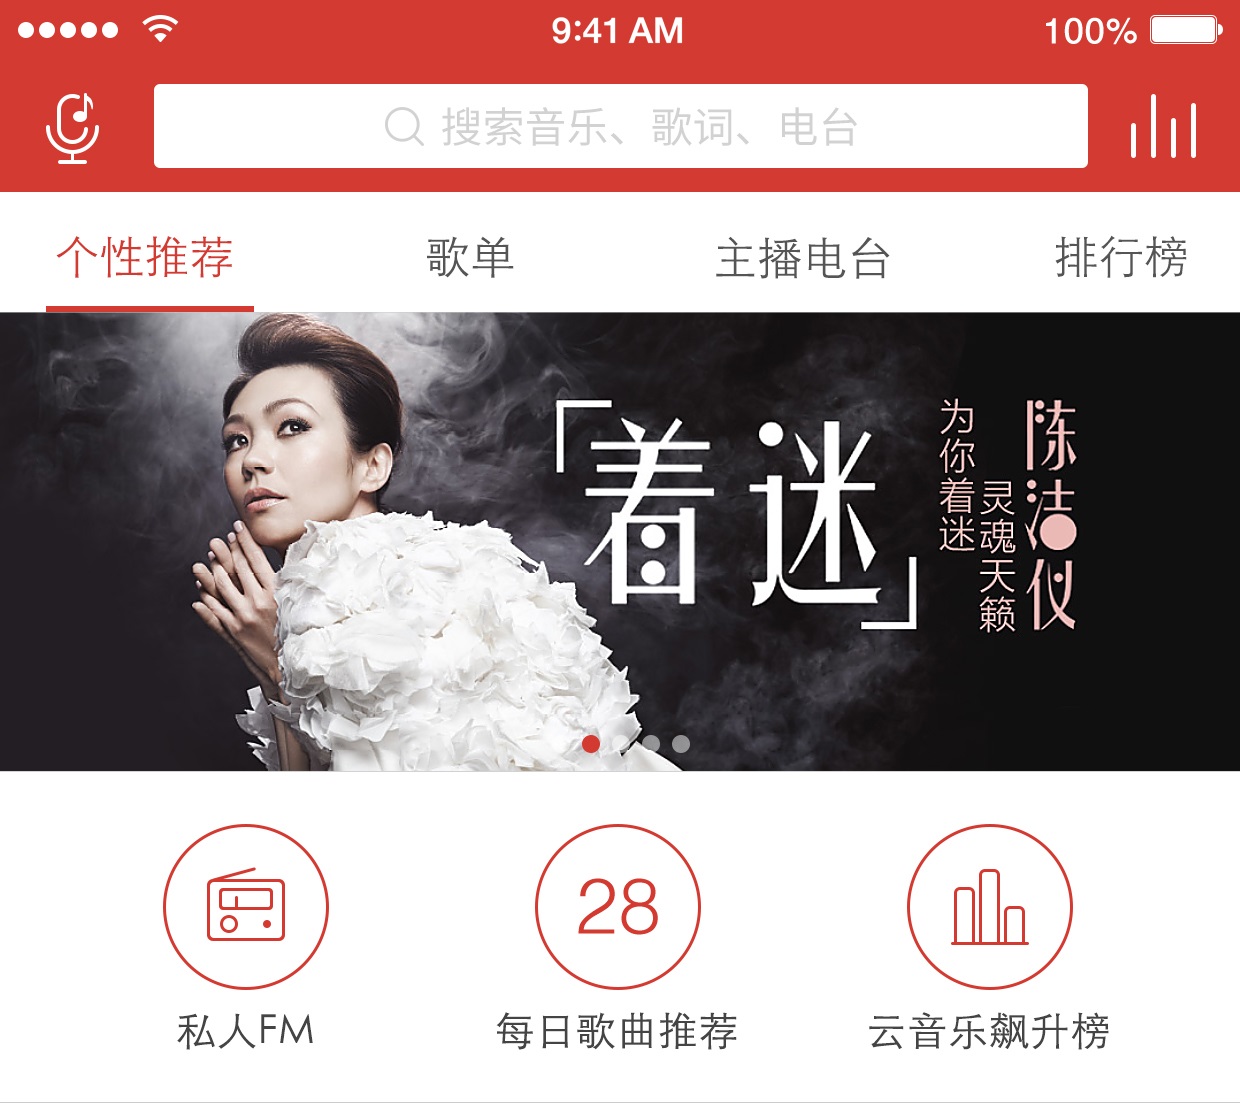 9:41 AM
100%
搜索音乐、歌词、电台
个性推荐
歌单
主播电台
排行榜
「着迷」
为你着迷
灵魂天籁
陈洁仪
28
私人FM
每日歌曲推荐
云音乐飙升榜